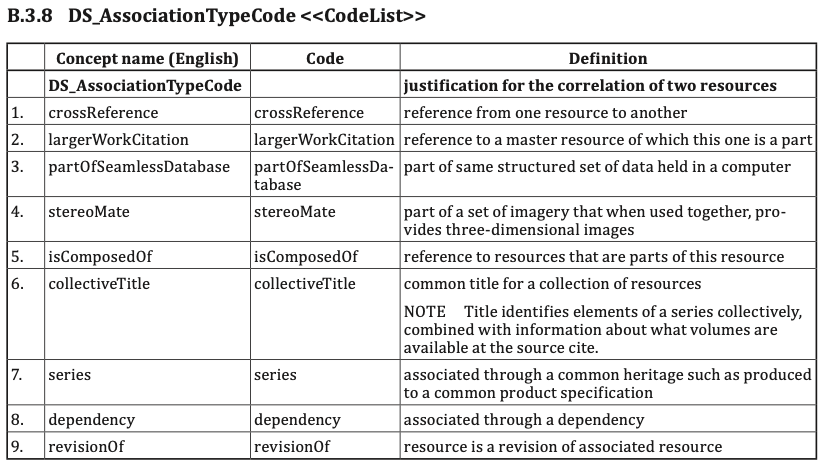 B.3.8 DS_AssociationTypeCode <<CodeList>>
Concept name (English) Code Definition
DS_AssociationTypeCode justification for the correlation of two resources
1. crossReference crossReference reference from one resource to another
2. largerWorkCitation largerWorkCitation reference to a master resource of which this one is a part
3. partOfSeamlessDatabase partOfSeamlessDa- part of same structured set of data held in a computer
tabase
4. stereoMate stereoMate part of a set of imagery that when used together, pro-
vides three-dimensional images
5. isComposedOf isComposedOf reference to resources that are parts of this resource
6. collectiveTitle collectiveTitle common title for a collection of resources
NOTE Title identifies elements of a series collectively,
combined with information about what volumes are
available at the source cite.
7. series series associated through a common heritage such as produced
to a common product specification
8. dependency dependency associated through a dependency
9. revisionOf revisionOf resource is a revision of associated resource